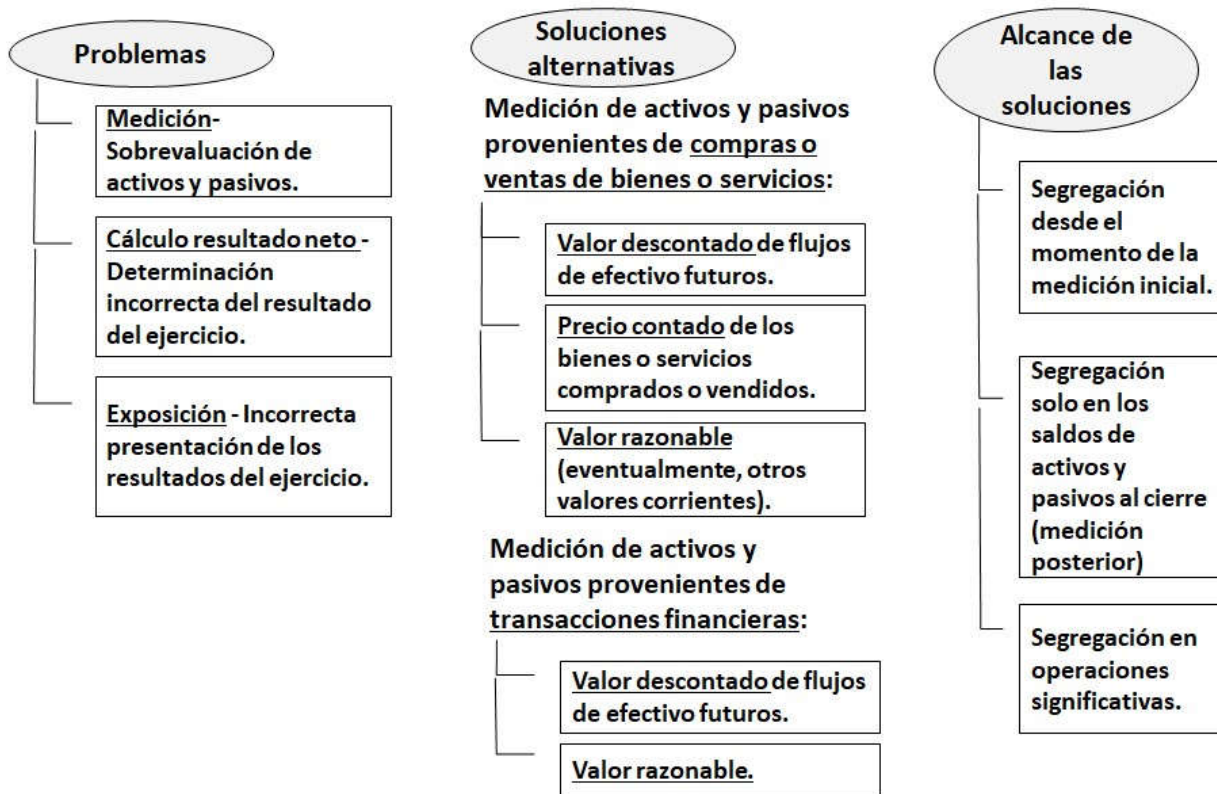 Problemas
Medición-
Sobrevaluación de
activos y pasivos.
Cálculo resultado neto -
Determinación
incorrecta del resultado
del ejercicio.
Exposición - Incorrecta
presentación de los
resultados del ejercicio.
Soluciones
alternativas
Medición de activos y pasivos
provenientes de compras o
ventas de bienes o servicios:
Valor descontado de flujos
de efectivo futuros.
Precio contado de los
bienes o servicios
comprados o vendidos.
Valor razonable
(eventualmente, otros
valores corrientes).
Medición de activos y
pasivos provenientes de
transacciones financieras:
Valor descontado de flujos
de efectivo futuros.
Valor razonable.
Alcance de
las
soluciones
Segregación
desde el
momento de la
medición inicial.
Segregación
solo en los
saldos de
activos y
pasivos al cierre
(medición
posterior)
Segregación en
operaciones
significativas.